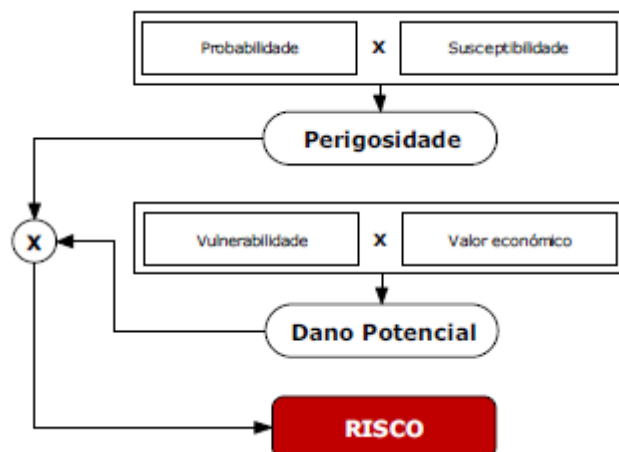 Probabilidade X Susceptibilidade
Perigosidade
Vulnerabilidade X Valor económico
X
Dano Potencial
RISCO